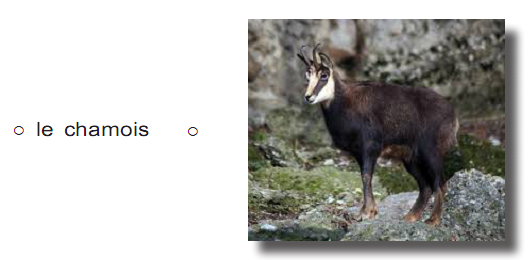 ○ le chamois ○